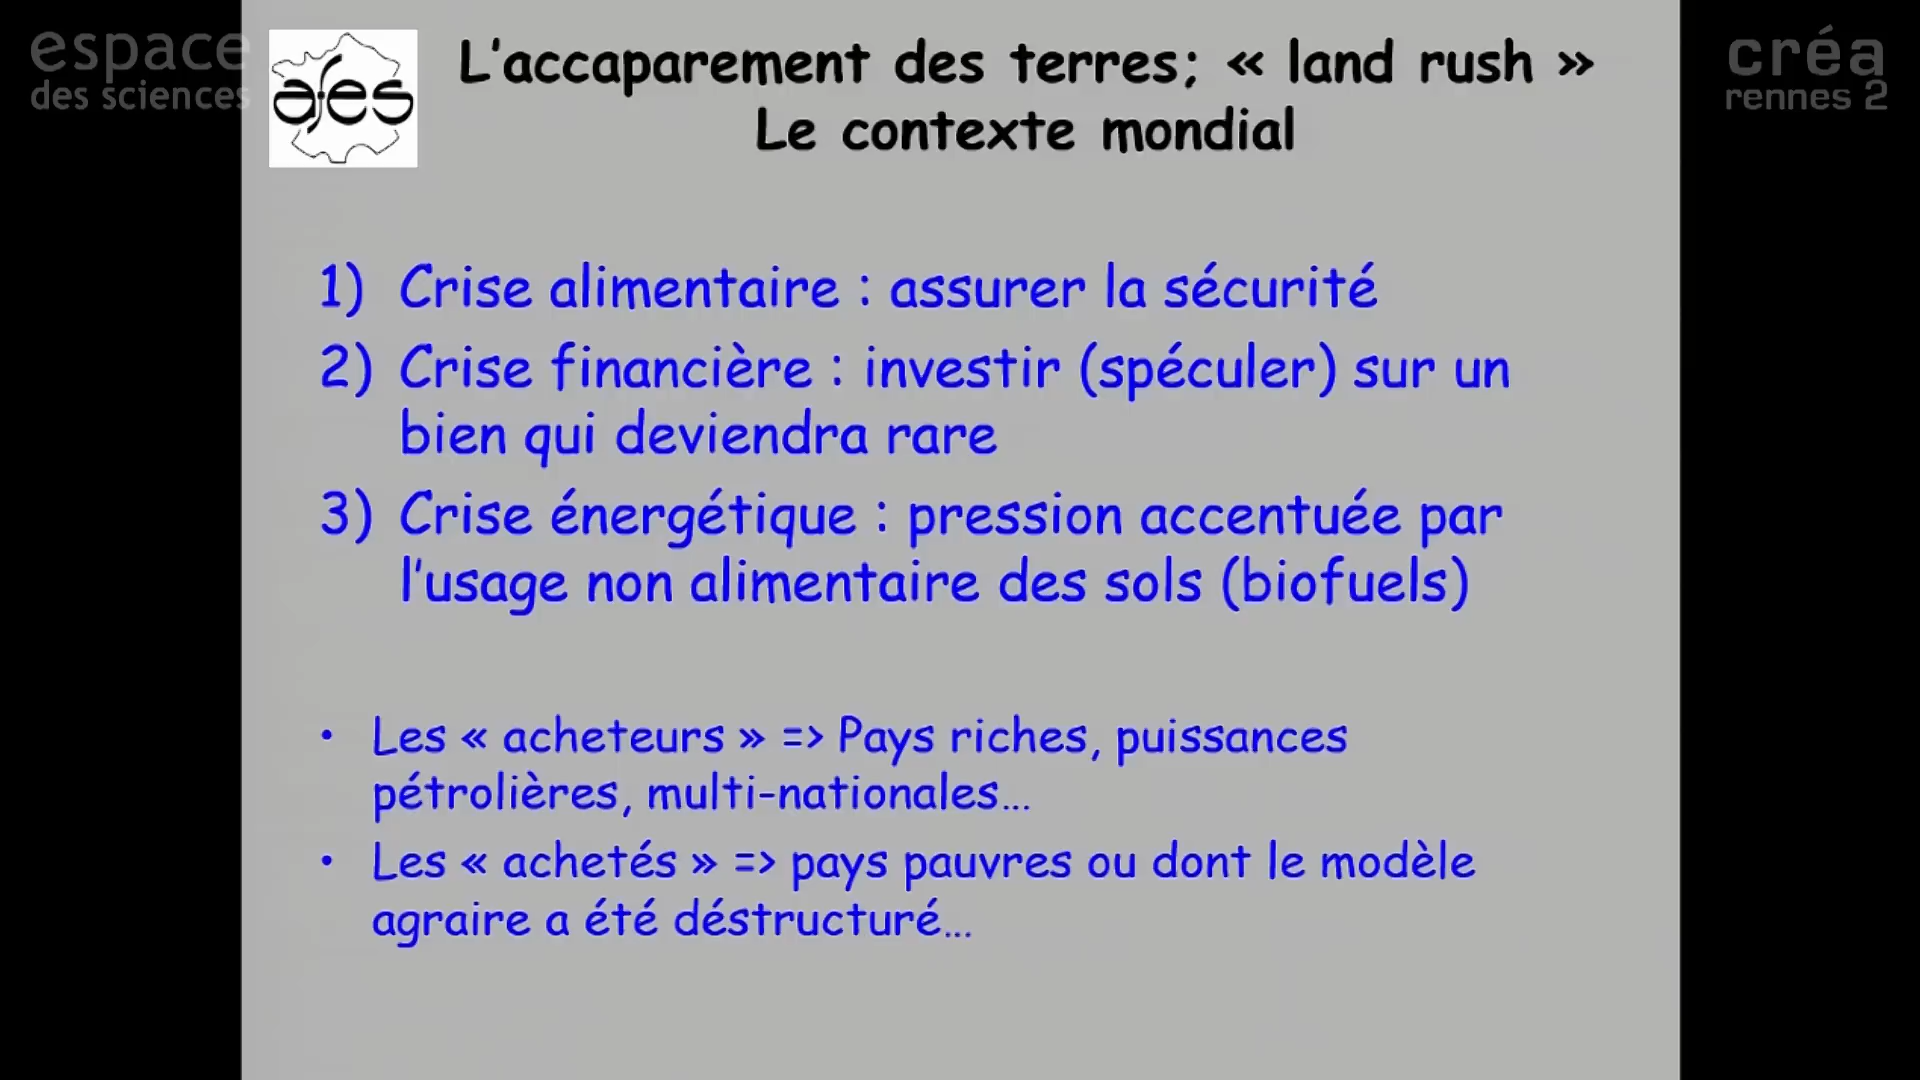 espace
des sciences
afes
créa
rennes 2
L'accaparement des terres; « land rush »
Le contexte mondial
1) Crise alimentaire : assurer la sécurité
2) Crise financière : investir (spéculer) sur un
bien qui deviendra rare
3) Crise énergétique : pression accentuée par
l'usage non alimentaire des sols (biofuels)
• Les « acheteurs » => Pays riches, puissances
pétrolières, multi-nationales...
• Les « achetés » => pays pauvres ou dont le modèle
agraire a été déstructuré...